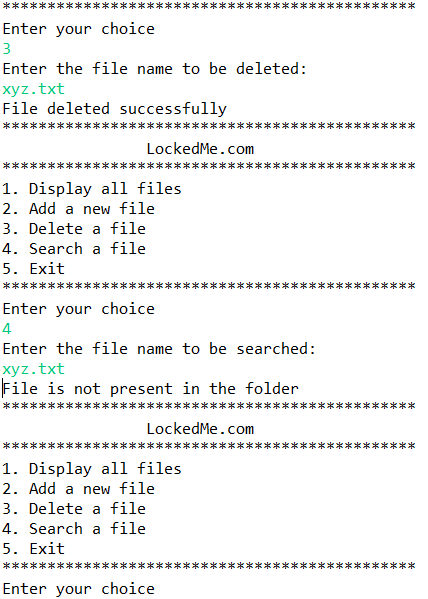 **********************************************
Enter your choice
3
Enter the file name to be deleted:
xyz.txt
File deleted successfully
**********************************************
LockedMe.com
**********************************************
1. Display all files
2. Add a new file
3. Delete a file
4. Search a file
5. Exit
**********************************************
Enter your choice
4
Enter the file name to be searched:
xyz.txt
File is not present in the folder
**********************************************
LockedMe.com
**********************************************
1. Display all files
2. Add a new file
3. Delete a file
4. Search a file
5. Exit
**********************************************
Enter your choice